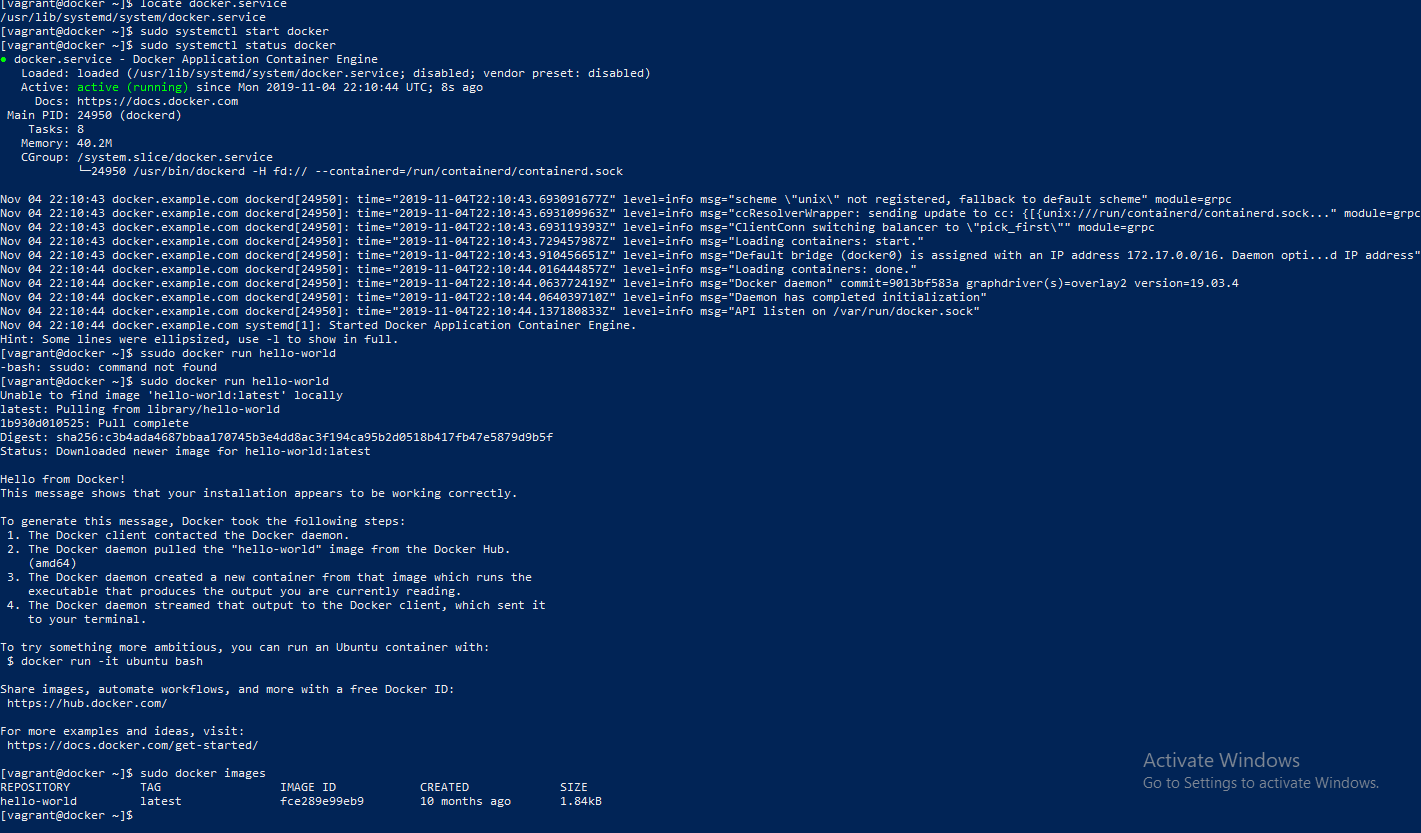 [vagrant@docker ~]$ locate docker.service
/usr/lib/systemd/system/docker.service
[vagrant@docker ~]$ sudo systemctl start docker
[vagrant@docker ~]$ sudo systemctl status docker
● docker.service - Docker Application Container Engine
   Loaded: loaded (/usr/lib/systemd/system/docker.service; disabled; vendor preset: disabled)
   Active: active (running) since Mon 2019-11-04 22:10:44 UTC; 8s ago
     Docs: https://docs.docker.com
 Main PID: 24950 (dockerd)
    Tasks: 8
   Memory: 40.2M
   CGroup: /system.slice/docker.service
           └─24950 /usr/bin/dockerd -H fd:// --containerd=/run/containerd/containerd.sock

Nov 04 22:10:43 docker.example.com dockerd[24950]: time="2019-11-04T22:10:43.693091677Z" level=info msg="scheme \"unix\" not registered, fallback to default scheme" module=grpc
Nov 04 22:10:43 docker.example.com dockerd[24950]: time="2019-11-04T22:10:43.693109963Z" level=info msg="ccResolverWrapper: sending update to cc: {[{unix:///run/containerd/containerd.sock..." module=grpc
Nov 04 22:10:43 docker.example.com dockerd[24950]: time="2019-11-04T22:10:43.693119393Z" level=info msg="ClientConn switching balancer to \"pick_first\"" module=grpc
Nov 04 22:10:43 docker.example.com dockerd[24950]: time="2019-11-04T22:10:43.729457987Z" level=info msg="Loading containers: start."
Nov 04 22:10:43 docker.example.com dockerd[24950]: time="2019-11-04T22:10:43.910456651Z" level=info msg="Default bridge (docker0) is assigned with an IP address 172.17.0.0/16. Daemon opti...d IP address"
Nov 04 22:10:44 docker.example.com dockerd[24950]: time="2019-11-04T22:10:44.016444857Z" level=info msg="Loading containers: done."
Nov 04 22:10:44 docker.example.com dockerd[24950]: time="2019-11-04T22:10:44.063772419Z" level=info msg="Docker daemon" commit=9013bf583a graphdriver(s)=overlay2 version=19.03.4
Nov 04 22:10:44 docker.example.com dockerd[24950]: time="2019-11-04T22:10:44.064039710Z" level=info msg="Daemon has completed initialization"
Nov 04 22:10:44 docker.example.com dockerd[24950]: time="2019-11-04T22:10:44.137180833Z" level=info msg="API listen on /var/run/docker.sock"
Nov 04 22:10:44 docker.example.com systemd[1]: Started Docker Application Container Engine.
Hint: Some lines were ellipsized, use -l to show in full.
[vagrant@docker ~]$ ssudo docker run hello-world
-bash: ssudo: command not found
[vagrant@docker ~]$ sudo docker run hello-world
Unable to find image 'hello-world:latest' locally
latest: Pulling from library/hello-world
1b930d010525: Pull complete
Digest: sha256:c3b4ada4687bbaa170745b3e4dd8ac3f194ca95b2d0518b417fb47e5879d9b5f
Status: Downloaded newer image for hello-world:latest

Hello from Docker!
This message shows that your installation appears to be working correctly.

To generate this message, Docker took the following steps:
 1. The Docker client contacted the Docker daemon.
 2. The Docker daemon pulled the "hello-world" image from the Docker Hub.
    (amd64)
 3. The Docker daemon created a new container from that image which runs the
    executable that produces the output you are currently reading.
 4. The Docker daemon streamed that output to the Docker client, which sent it
    to your terminal.

To try something more ambitious, you can run an Ubuntu container with:
 $ docker run -it ubuntu bash

Share images, automate workflows, and more with a free Docker ID:
 https://hub.docker.com/

For more examples and ideas, visit:
 https://docs.docker.com/get-started/

[vagrant@docker ~]$ sudo docker images
REPOSITORY          TAG                 IMAGE ID            CREATED             SIZE
hello-world         latest              fce289e99eb9        10 months ago       1.84kB
[vagrant@docker ~]$
Activate Windows
Go to Settings to activate Windows.